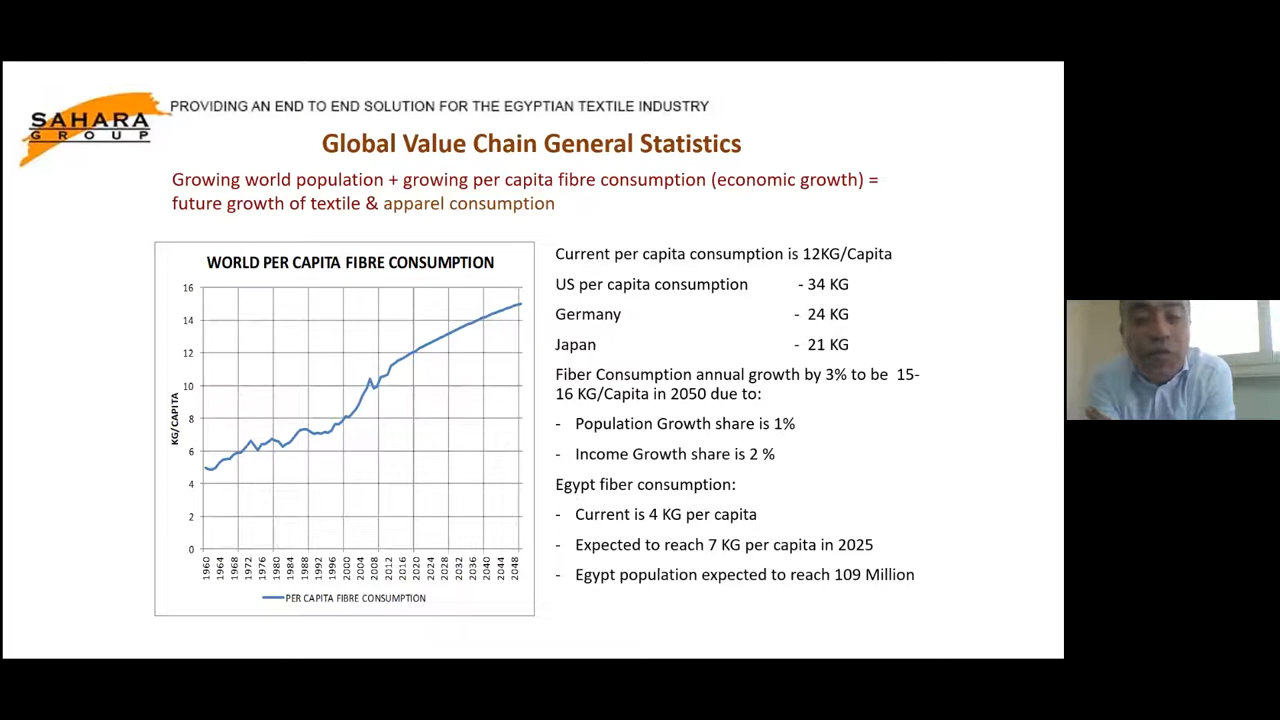 SAHARA
GROUP
PROVIDING AN END TO END SOLUTION FOR THE EGYPTIAN TEXTILE INDUSTRY
Global Value Chain General Statistics
Growing world population + growing per capita fibre consumption (economic growth) =
future growth of textile & apparel consumption
WORLD PER CAPITA FIBRE CONSUMPTION
16
14
12
10
8
6
4
2
0
KG/CAPITA
1960 1964 1968 1972 1976 1980 1984 1988 1992 1996 2000 2004 2008 2012 2016 2020 2024 2028 2032 2036 2040 2044 2048
PER CAPITA FIBRE CONSUMPTION
Current per capita consumption is 12KG/Capita
US per capita consumption - 34 KG
Germany - 24 KG
Japan - 21 KG
Fiber Consumption annual growth by 3% to be 15-
16 KG/Capita in 2050 due to:
- Population Growth share is 1%
- Income Growth share is 2 %
Egypt fiber consumption:
- Current is 4 KG per capita
- Expected to reach 7 KG per capita in 2025
- Egypt population expected to reach 109 Million